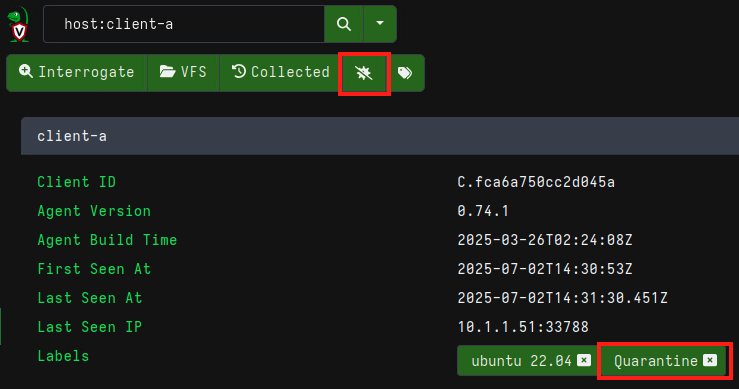 host:client-a
Interrogate VFS Collected
client-a
Client ID C.fca6a750cc2d045a
Agent Version 0.74.1
Agent Build Time 2025-03-26T02:24:08Z
First Seen At 2025-07-02T14:30:53Z
Last Seen At 2025-07-02T14:31:30.451Z
Last Seen IP 10.1.1.51:33788
Labels ubuntu 22.04 Quarantine